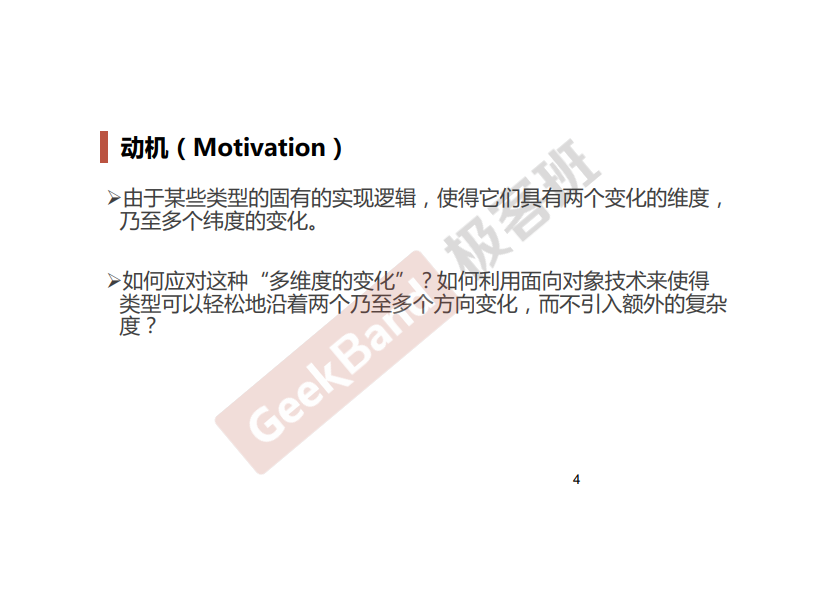 动机（Motivation）
➢由于某些类型的固有的实现逻辑，使得它们具有两个变化的维度，
乃至多个纬度的变化。
➢如何应对这种“多维度的变化”？如何利用面向对象技术来使得
类型可以轻松地沿着两个乃至多个方向变化，而不引入额外的复杂
度？
GeekBand 极客班
4